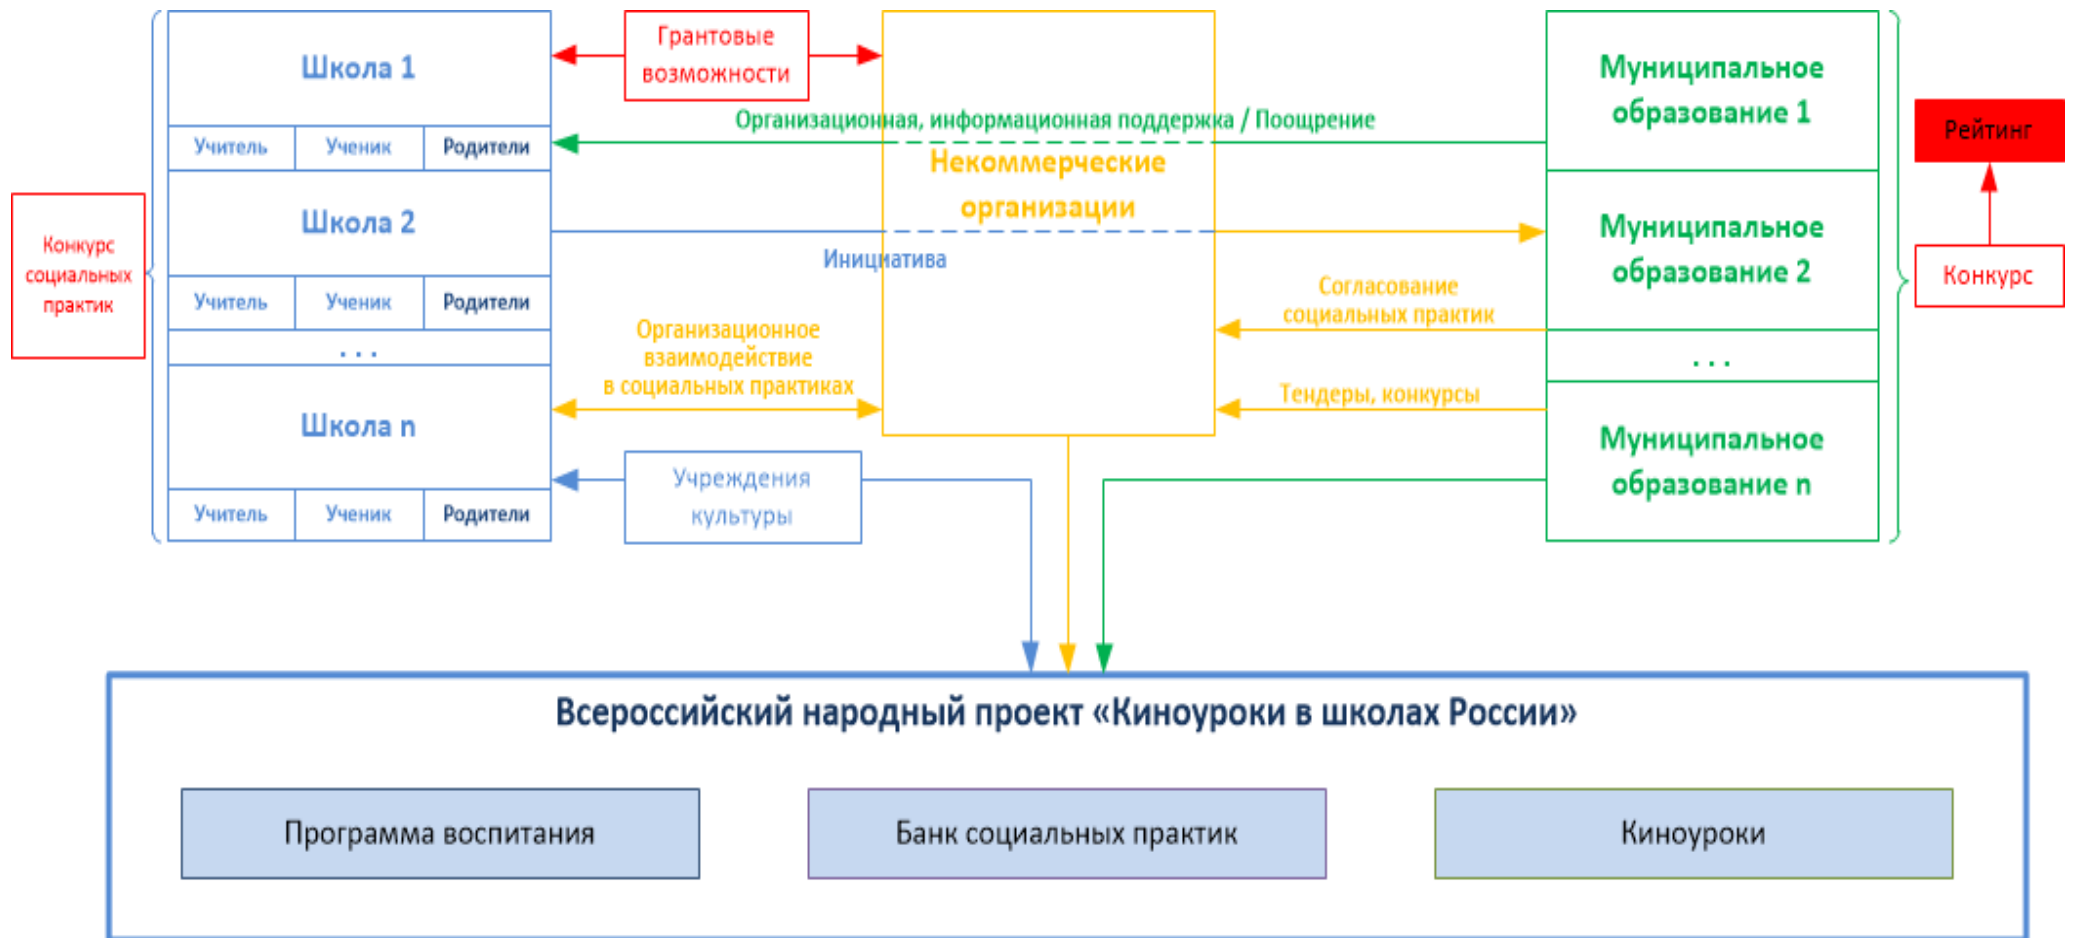 Школа 1
Учитель Ученик Родители
Школа 2
Учитель Ученик Родители
. . .
Школа n
Учитель Ученик Родители
Конкурс
социальных
практик
Грантовые
возможности
Организационная, информационная поддержка / Поощрение
Некоммерческие
организации
Инициатива
Организационное
взаимодействие
в социальных практиках
Согласование
социальных практик
Тендеры, конкурсы
Учреждения
культуры
Муниципальное
образование 1
Муниципальное
образование 2
. . .
Муниципальное
образование n
Рейтинг
Конкурс
Всероссийский народный проект «Киноуроки в школах России»
Программа воспитания
Банк социальных практик
Киноуроки